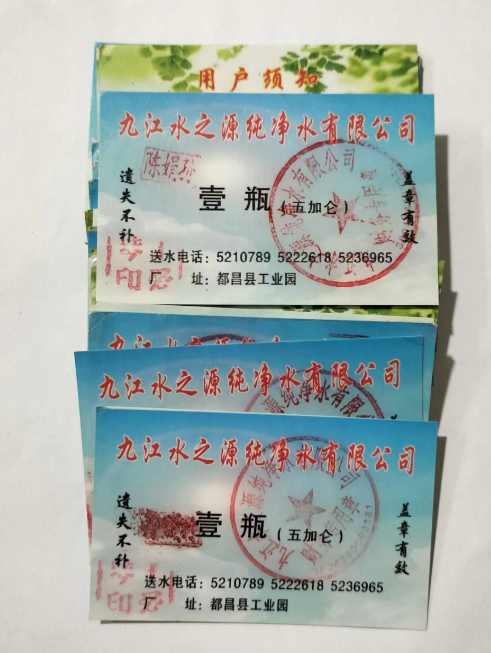 用户须知
九江水之源纯净水有限公司
陈娟
遗失不补
壹 瓶（五加仑）
盖章有效
送水电话：5210789 5222618 5236965
厂 址：都昌县工业园
九江水之源纯净水有限公司
九江水之源纯净水有限公司
遗失不补
壹 瓶（五加仑）
盖章有效
送水电话：5210789 5222618 5236965
厂 址：都昌县工业园